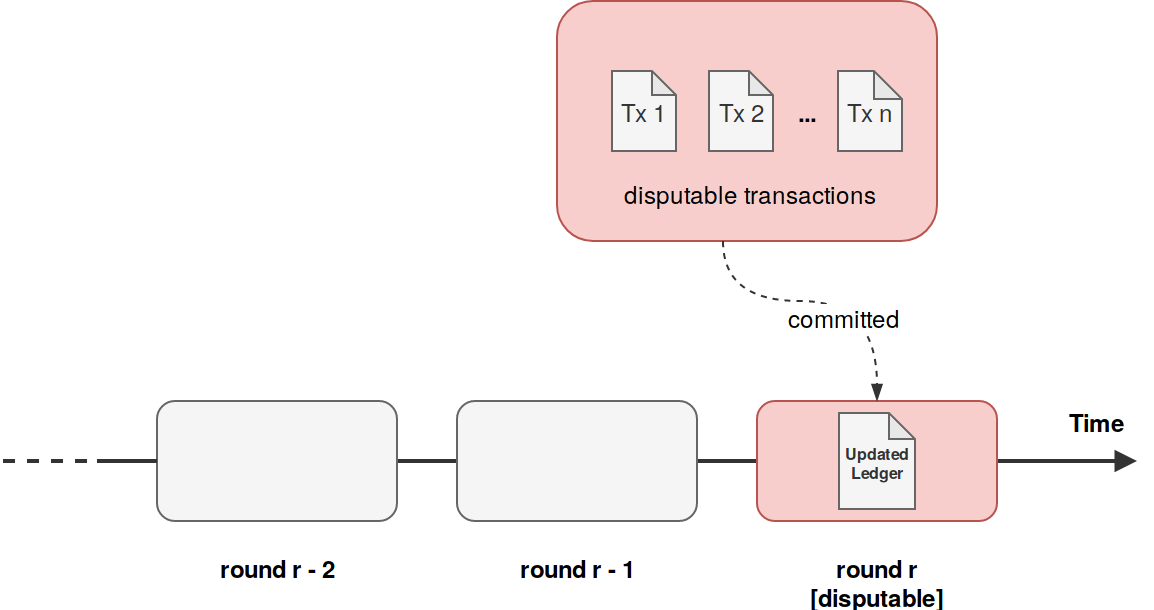 Tx 1
Tx 2
...
Tx n
disputable transactions
committed
Time
Updated
Ledger
round r - 2
round r - 1
round r
[disputable]